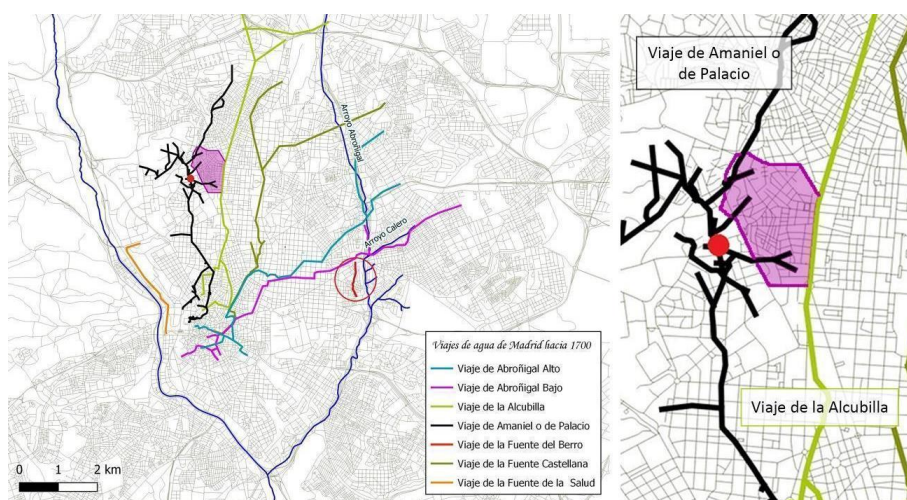 Arroyo Abroñigal
Arroyo Calero
Viajes de agua de Madrid hacia 1700
Viaje de Abroñigal Alto
Viaje de Abroñigal Bajo
Viaje de la Alcubilla
Viaje de Amaniel o de Palacio
Viaje de la Fuente del Berro
Viaje de la Fuente Castellana
Viaje de la Fuente de la Salud
0 1 2 km
Viaje de Amaniel o
de Palacio
Viaje de la Alcubilla